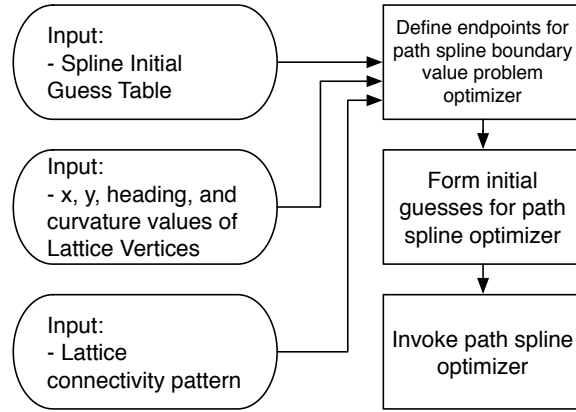 Input:
- Spline Initial
Guess Table
Define endpoints for
path spline boundary
value problem
optimizer
Input:
- x, y, heading, and
curvature values of
Lattice Vertices
Form initial
guesses for path
spline optimizer
Input:
- Lattice
connectivity pattern
Invoke path spline
optimizer